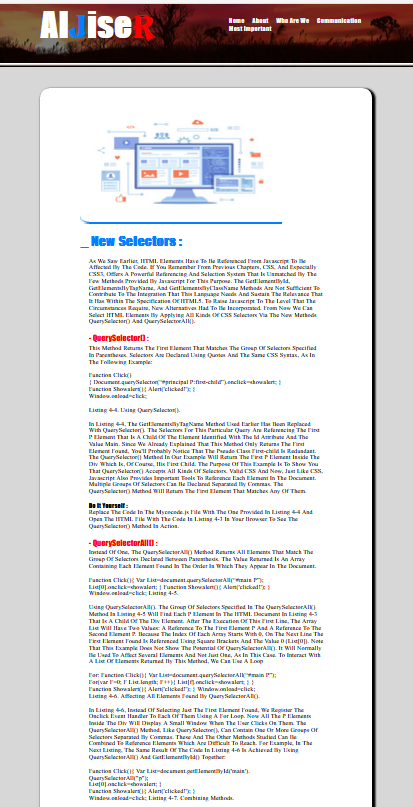 AlJiseR
Home About Who Are We Communication
Most Important
_ New Selectors :
As We Saw Earlier, HTML Elements Have To Be Referenced From Javascript To Be
Affected By The Code. If You Remember From Previous Chapters, CSS, And Especially
CSS3, Offers A Powerful Referencing And Selection System That Is Unmatched By The
Few Methods Provided By Javascript For This Purpose. The GetElementById,
GetElementsByTagName, And GetElementsByClassName Methods Are Not Sufficient To
Contribute To The Integration That This Language Needs And Sustain The Relevance That
It Has Within The Specification Of HTML5. To Raise Javascript To The Level That The
Circumstances Require, New Alternatives Had To Be Incorporated. From Now We Can
Select HTML Elements By Applying All Kinds Of CSS Selectors Via The New Methods
QuerySelector() And QuerySelectorAll().
- QuerySelector() :
This Method Returns The First Element That Matches The Group Of Selectors Specified
In Parentheses. Selectors Are Declared Using Quotes And The Same CSS Syntax, As In
The Following Example:
Function Click()
{ Document.querySelector("#principal P:first-child").onclick=showalert; }
Function Showalert(){ Alert('clicked!'); }
Window.onload=click;
Listing 4-4. Using QuerySelector().
In Listing 4-4, The GetElementsByTagName Method Used Earlier Has Been Replaced
With QuerySelector(). The Selectors For This Particular Query Are Referencing The First
P Element That Is A Child Of The Element Identified With The Id Attribute And The
Value Main. Since We Already Explained That This Method Only Returns The First
Element Found, You'll Probably Notice That The Pseudo Class First-child Is Redundant.
The QuerySelector() Method In Our Example Will Return The First P Element Inside The
Div Which Is, Of Course, His First Child. The Purpose Of This Example Is To Show You
That QuerySelector() Accepts All Kinds Of Selectors. Valid CSS And Now, Just Like CSS,
Javascript Also Provides Important Tools To Reference Each Element In The Document.
Multiple Groups Of Selectors Can Be Declared Separated By Commas. The
QuerySelector() Method Will Return The First Element That Matches Any Of Them.
Do It Yourself :
Replace The Code In The Mycocode.js File With The One Provided In Listing 4-4 And
Open The HTML File With The Code In Listing 4-3 In Your Browser To See The
QuerySelector() Method In Action.
- QuerySelectorAll() :
Instead Of One, The QuerySelectorAll() Method Returns All Elements That Match The
Group Of Selectors Declared Between Parenthesis. The Value Returned Is An Array
Containing Each Element Found In The Order In Which They Appear In The Document.
Function Click(){ Var List=document.querySelectorAll("#main P");
List[0].onclick=showalert; } Function Showalert(){ Alert('clicked!'); }
Window.onload=click; Listing 4-5.
Using QuerySelectorAll(). The Group Of Selectors Specified In The QuerySelectorAll()
Method In Listing 4-5 Will Find Each P Element In The HTML Document In Listing 4-3
That Is A Child Of The Div Element. After The Execution Of This First Line, The Array
List Will Have Two Values: A Reference To The First Element P And A Reference To The
Second Element P. Because The Index Of Each Array Starts With 0, On The Next Line The
First Element Found Is Referenced Using Square Brackets And The Value 0 (List[0]). Note
That This Example Does Not Show The Potential Of QuerySelectorAll(). It Will Normally
Be Used To Affect Several Elements And Not Just One, As In This Case. To Interact With
A List Of Elements Returned By This Method, We Can Use A Loop
For: Function Click(){ Var List=document.querySelectorAll("#main P");
For(var F=0; F List.length; F++){ List[f].onclick=showalert; } }
Function Showalert(){ Alert('clicked!'); } Window.onload=click;
Listing 4-6. Affecting All Elements Found By QuerySelectorAll().
In Listing 4-6, Instead Of Selecting Just The First Element Found, We Register The
Onclick Event Handler To Each Of Them Using A For Loop. Now All The P Elements
Inside The Div Will Display A Small Window When The User Clicks On Them. The
QuerySelectorAll() Method, Like QuerySelector(), Can Contain One Or More Groups Of
Selectors Separated By Commas. These And The Other Methods Studied Can Be
Combined To Reference Elements Which Are Difficult To Reach. For Example, In The
Next Listing, The Same Result Of The Code In Listing 4-6 Is Achieved By Using
QuerySelectorAll() And GetElementById() Together:
Function Click(){ Var List=document.getElementById('main').
QuerySelectorAll("p");
List[0].onclick=showalert; }
Function Showalert(){ Alert('clicked!'); }
Window.onload=click; Listing 4-7. Combining Methods.